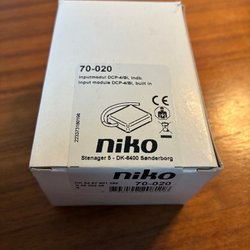 70-020
Inputmodul DCP-4/BI, indb.
Input module DCP-4/BI, built in
niko
Stenager 5 - DK-6400 Sønderborg
70-020
niko